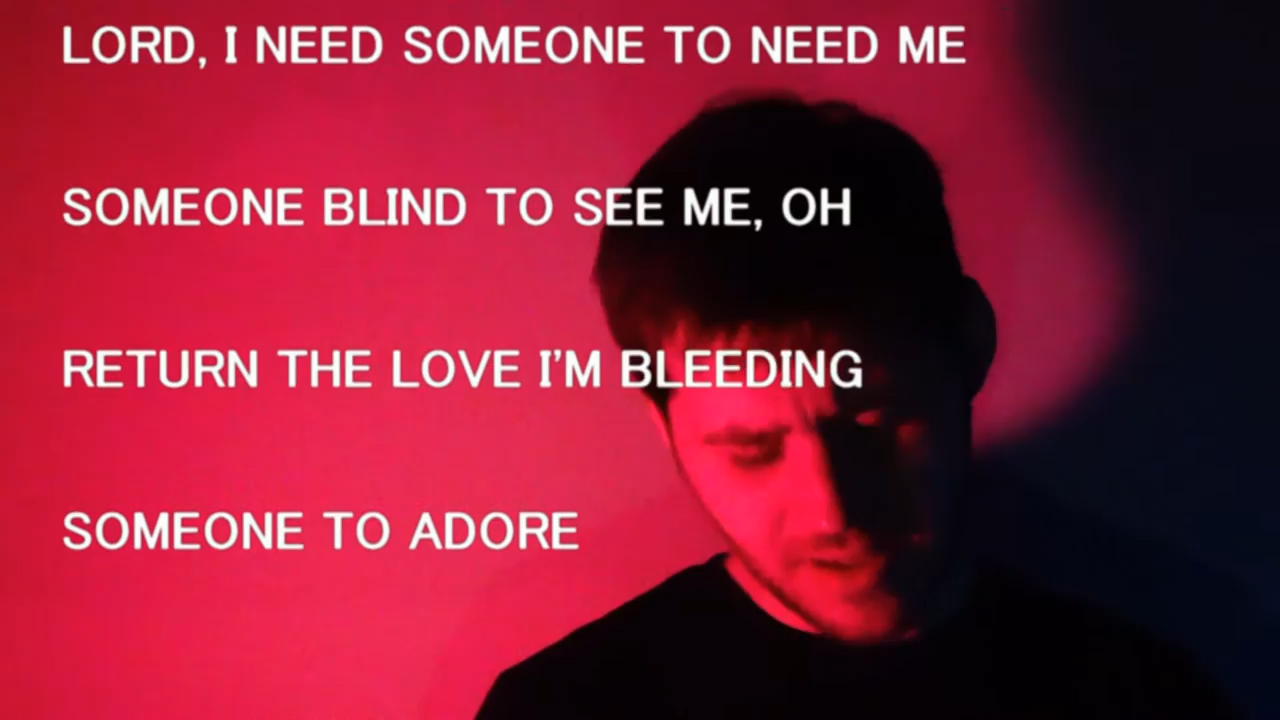 LORD, I NEED SOMEONE TO NEED ME
SOMEONE BLIND TO SEE ME, OH
RETURN THE LOVE I'M BLEEDING
SOMEONE TO ADORE